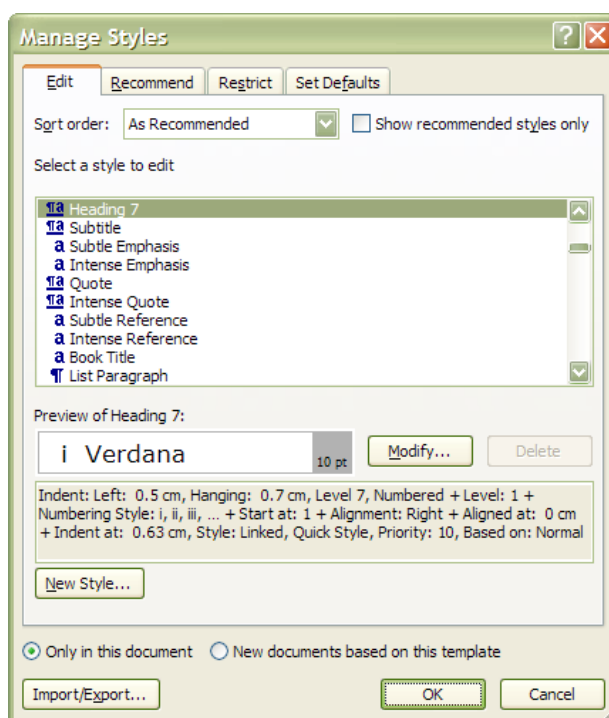 Manage Styles
Edit Recommend Restrict Set Defaults
Sort order: As Recommended Show recommended styles only
Select a style to edit
¶a Heading 7
¶a Subtitle
a Subtle Emphasis
a Intense Emphasis
¶a Quote
¶a Intense Quote
a Subtle Reference
a Intense Reference
a Book Title
¶ List Paragraph
Preview of Heading 7:
i Verdana 10 pt Modify... Delete
Indent: Left: 0.5 cm, Hanging: 0.7 cm, Level 7, Numbered + Level: 1 +
Numbering Style: i, ii, iii, ... + Start at: 1 + Alignment: Right + Aligned at: 0 cm
+ Indent at: 0.63 cm, Style: Linked, Quick Style, Priority: 10, Based on: Normal
New Style...
Only in this document New documents based on this template
Import/Export... OK Cancel